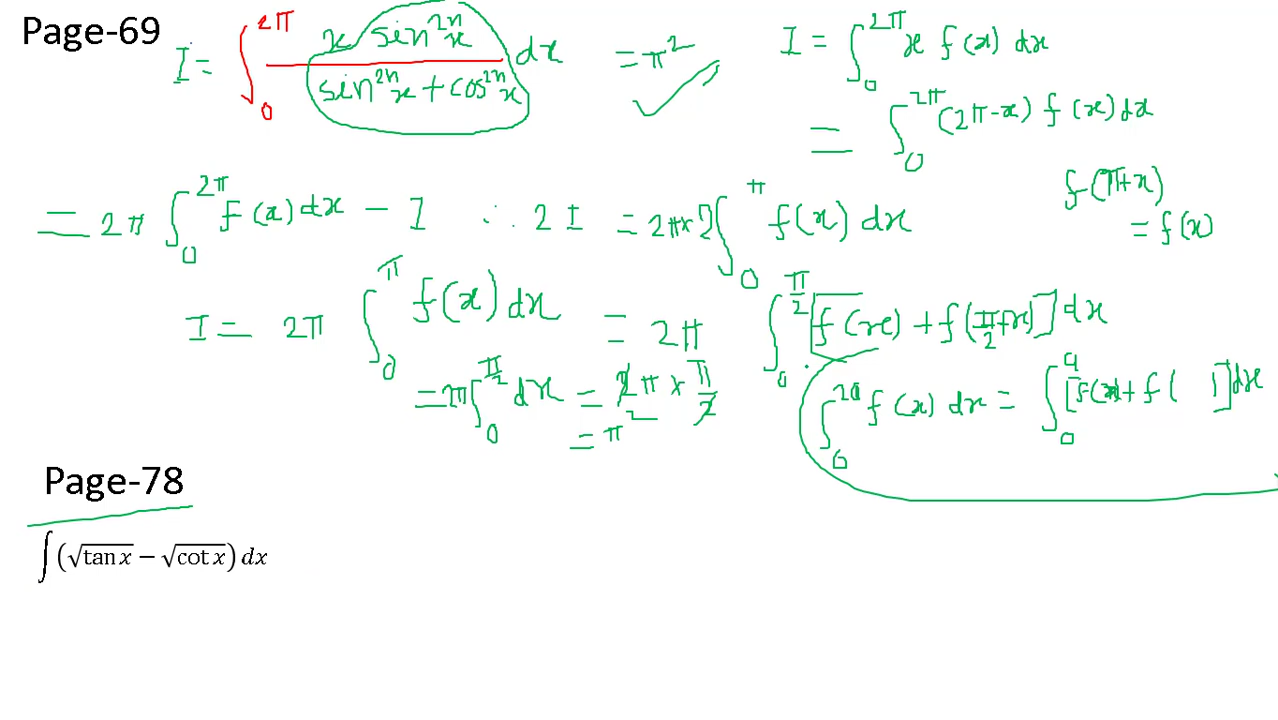 Page-69
I = ∫₀^{2π} x sin^{2n}x / (sin^{2n}x + cos^{2n}x) dx = π²
I = ∫₀^{2π} x f(x) dx
= ∫₀^{2π} (2π-x) f(x) dx
f(π+x)
= f(x)
= 2π ∫₀^{2π} f(x) dx - I ∴ 2I = 2π×2 ∫₀^{π} f(x) dx
I = 2π ∫₀^{π} f(x) dx = 2π ∫₀^{π/2} [f(x) + f(π/2+x)] dx
= 2π ∫₀^{π/2} dx = 2π × π/2
= π²
∫₀^{2a} f(x) dx = ∫₀^{a} [f(x) + f( )] dx
Page-78
∫(√tan x − √cot x) dx